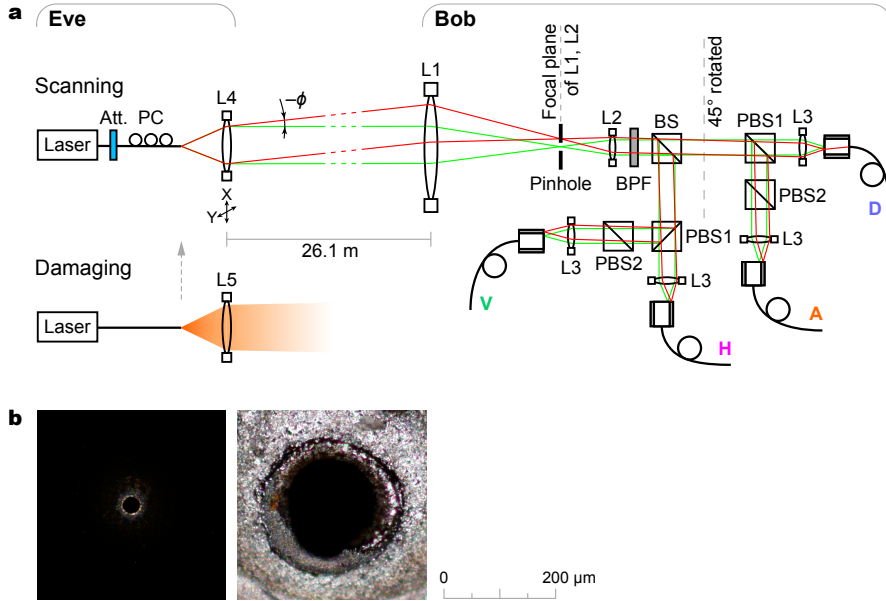 a
Eve
Bob
Scanning
Att.
PC
Laser
L4
−ϕ
X
Y
26.1 m
L1
Focal plane
of L1, L2
Pinhole
L2
BPF
BS
45° rotated
PBS1
L3
PBS2
D
L3
A
PBS1
PBS2
L3
V
L3
H
Damaging
Laser
L5
b
0
200 µm